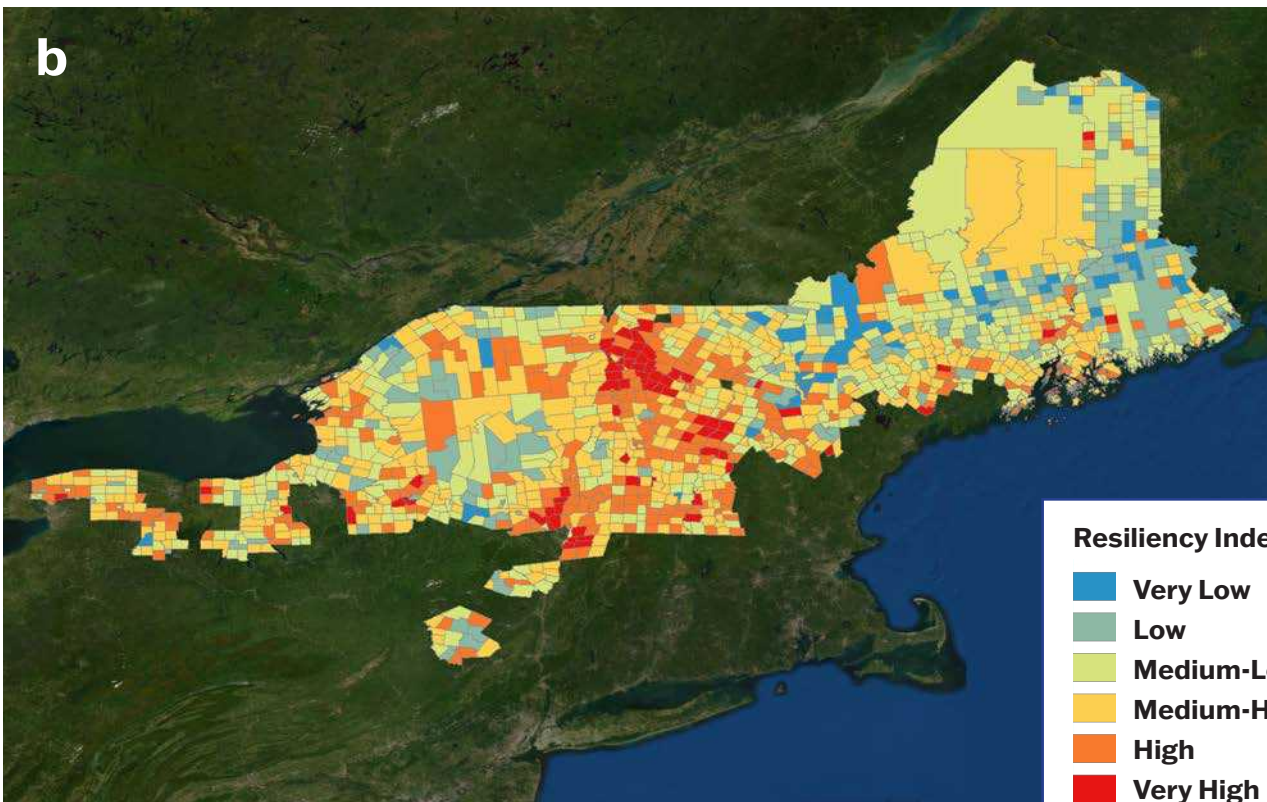 b
Resiliency Inde
Very Low
Low
Medium-L
Medium-H
High
Very High